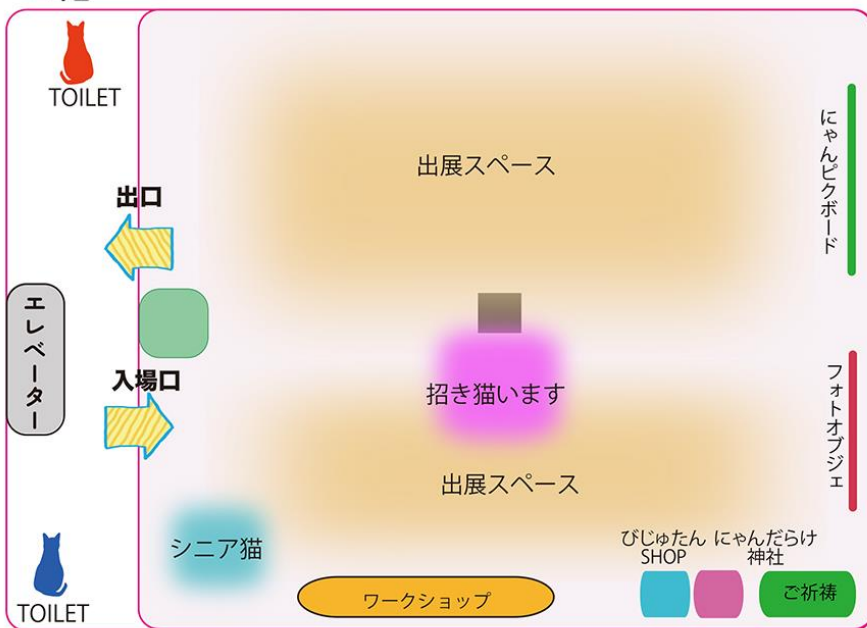 TOILET
出展スペース
にゃんピクボード
出口
エレベーター
入場口
招き猫います
フォトオブジェ
出展スペース
シニア猫
びじゅたん
SHOP
にゃんだらけ
神社
ご祈祷
ワークショップ
TOILET